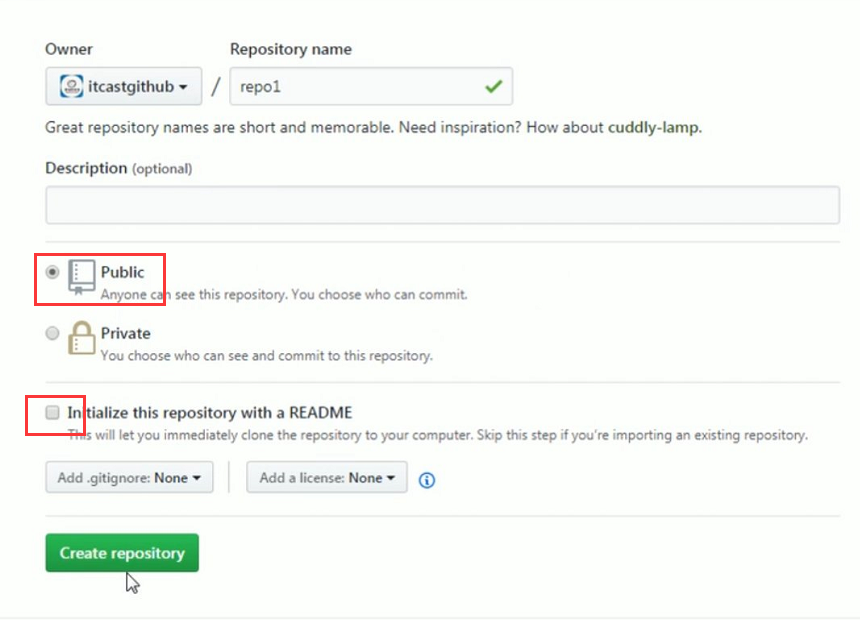 Owner Repository name
itcastgithub / repo1
Great repository names are short and memorable. Need inspiration? How about cuddly-lamp.
Description (optional)
Public
Anyone can see this repository. You choose who can commit.
Private
You choose who can see and commit to this repository.
Initialize this repository with a README
This will let you immediately clone the repository to your computer. Skip this step if you're importing an existing repository.
Add .gitignore: None Add a license: None
Create repository